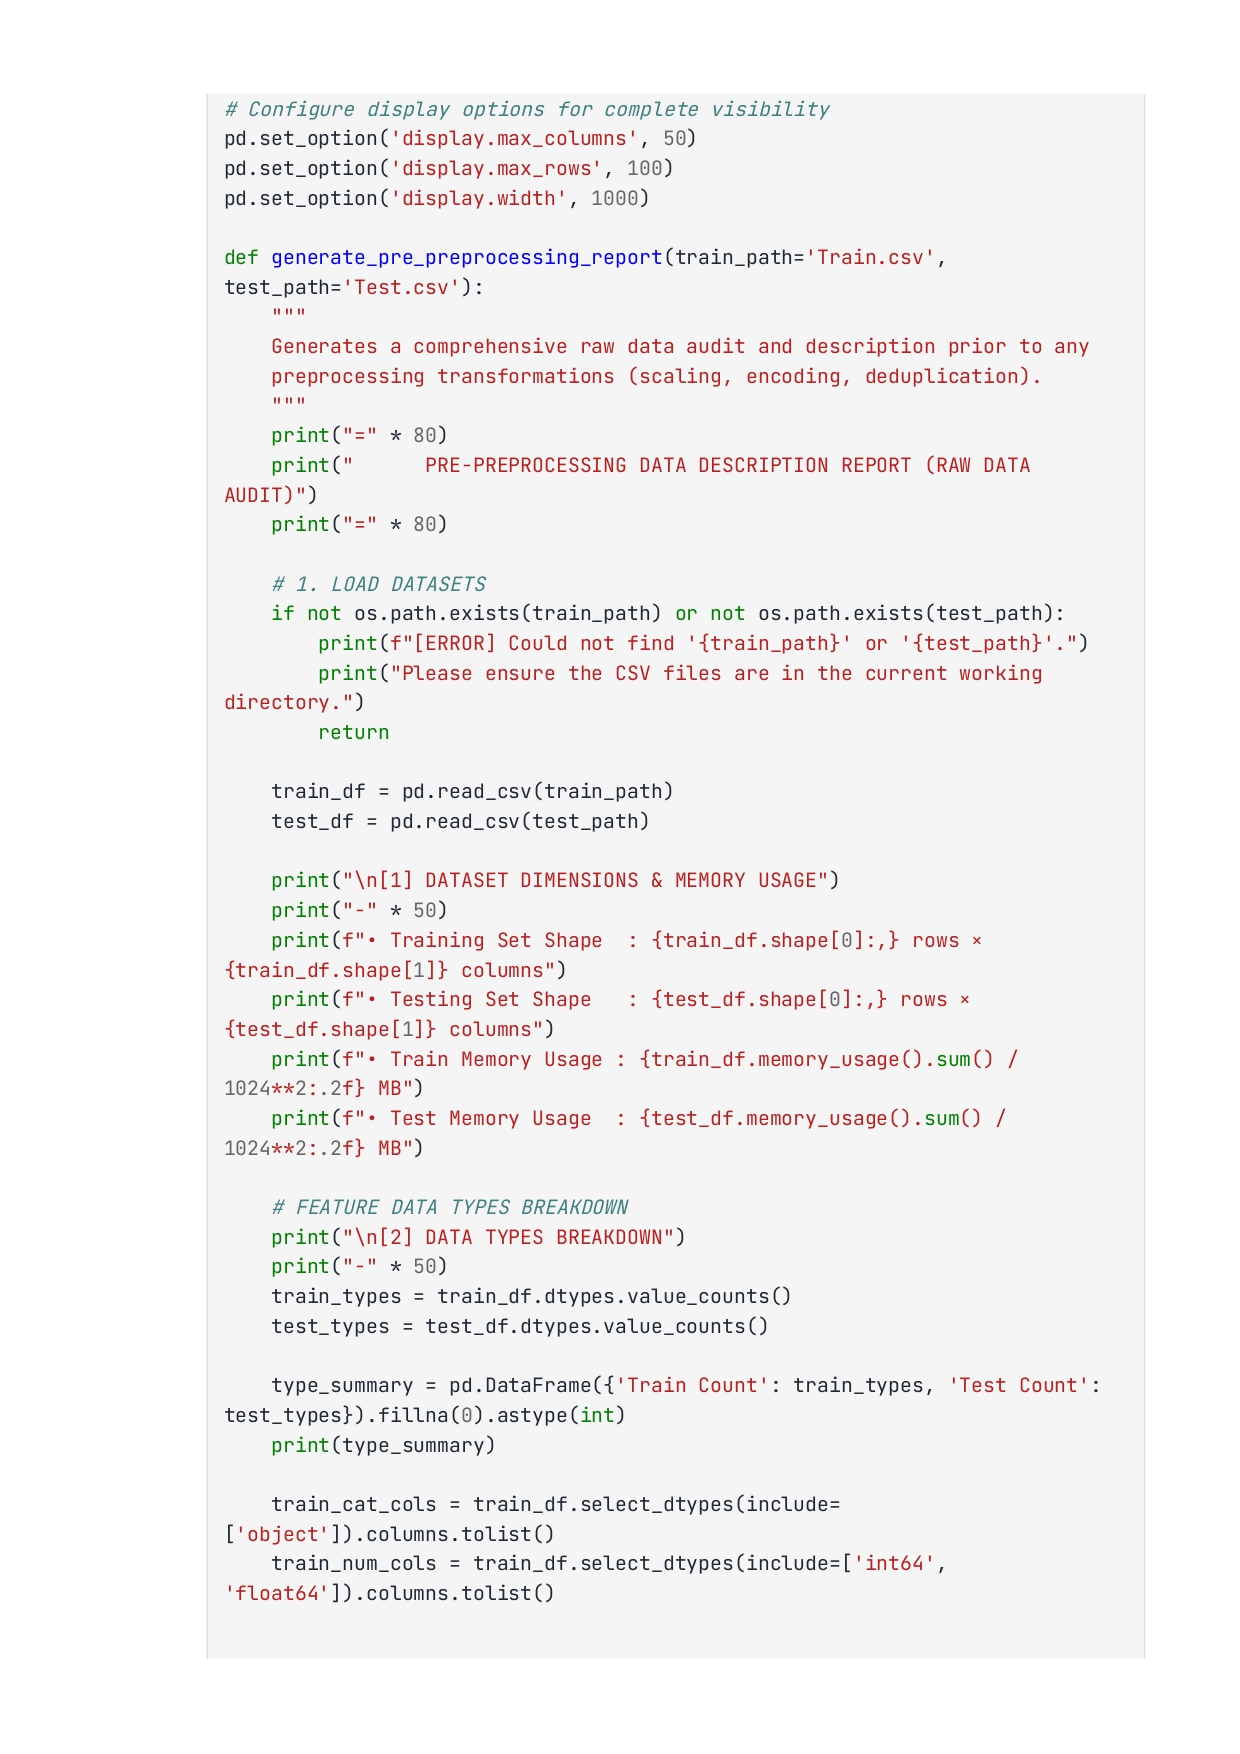 # Configure display options for complete visibility
pd.set_option('display.max_columns', 50)
pd.set_option('display.max_rows', 100)
pd.set_option('display.width', 1000)

def generate_pre_preprocessing_report(train_path='Train.csv',
test_path='Test.csv'):
    """
    Generates a comprehensive raw data audit and description prior to any
    preprocessing transformations (scaling, encoding, deduplication).
    """
    print("=" * 80)
    print("      PRE-PREPROCESSING DATA DESCRIPTION REPORT (RAW DATA
AUDIT)")
    print("=" * 80)

    # 1. LOAD DATASETS
    if not os.path.exists(train_path) or not os.path.exists(test_path):
        print(f"[ERROR] Could not find '{train_path}' or '{test_path}'.")
        print("Please ensure the CSV files are in the current working
directory.")
        return

    train_df = pd.read_csv(train_path)
    test_df = pd.read_csv(test_path)

    print("\n[1] DATASET DIMENSIONS & MEMORY USAGE")
    print("-" * 50)
    print(f"• Training Set Shape  : {train_df.shape[0]:,} rows ×
{train_df.shape[1]} columns")
    print(f"• Testing Set Shape   : {test_df.shape[0]:,} rows ×
{test_df.shape[1]} columns")
    print(f"• Train Memory Usage : {train_df.memory_usage().sum() /
1024**2:.2f} MB")
    print(f"• Test Memory Usage  : {test_df.memory_usage().sum() /
1024**2:.2f} MB")

    # FEATURE DATA TYPES BREAKDOWN
    print("\n[2] DATA TYPES BREAKDOWN")
    print("-" * 50)
    train_types = train_df.dtypes.value_counts()
    test_types = test_df.dtypes.value_counts()

    type_summary = pd.DataFrame({'Train Count': train_types, 'Test Count':
test_types}).fillna(0).astype(int)
    print(type_summary)

    train_cat_cols = train_df.select_dtypes(include=
['object']).columns.tolist()
    train_num_cols = train_df.select_dtypes(include=['int64',
'float64']).columns.tolist()